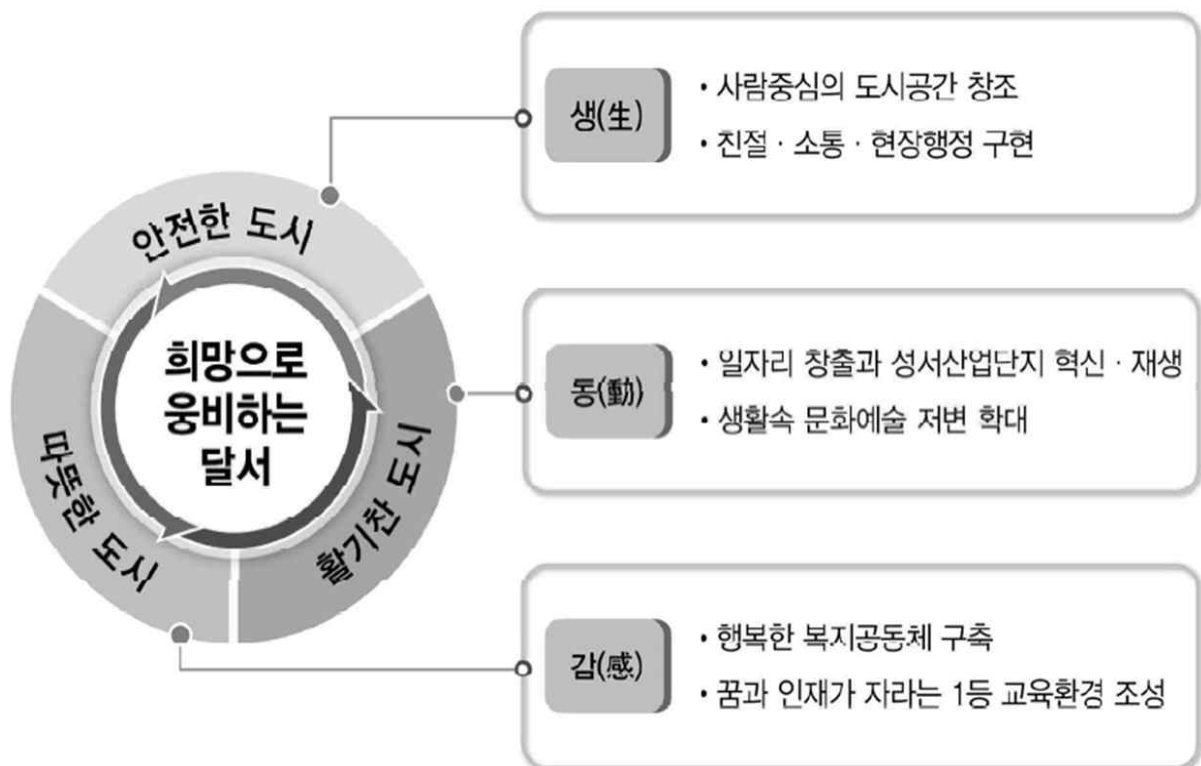 안전한 도시
따뜻한 도시
활기찬 도시
희망으로
웅비하는
달서
생(生)
• 사람중심의 도시공간 창조
• 친절 · 소통 · 현장행정 구현
동(動)
• 일자리 창출과 성서산업단지 혁신 · 재생
• 생활속 문화예술 저변 확대
감(感)
• 행복한 복지공동체 구축
• 꿈과 인재가 자라는 1등 교육환경 조성